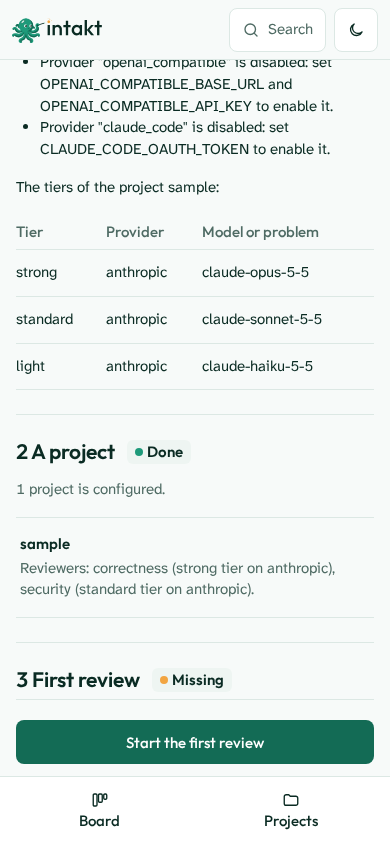 intakt
Search
Provider "openai_compatible" is disabled: set
OPENAI_COMPATIBLE_BASE_URL and
OPENAI_COMPATIBLE_API_KEY to enable it.
Provider "claude_code" is disabled: set
CLAUDE_CODE_OAUTH_TOKEN to enable it.
The tiers of the project sample:
Tier Provider Model or problem
strong anthropic claude-opus-5-5
standard anthropic claude-sonnet-5-5
light anthropic claude-haiku-5-5
2 A project Done
1 project is configured.
sample
Reviewers: correctness (strong tier on anthropic),
security (standard tier on anthropic).
3 First review Missing
Start the first review
Board Projects